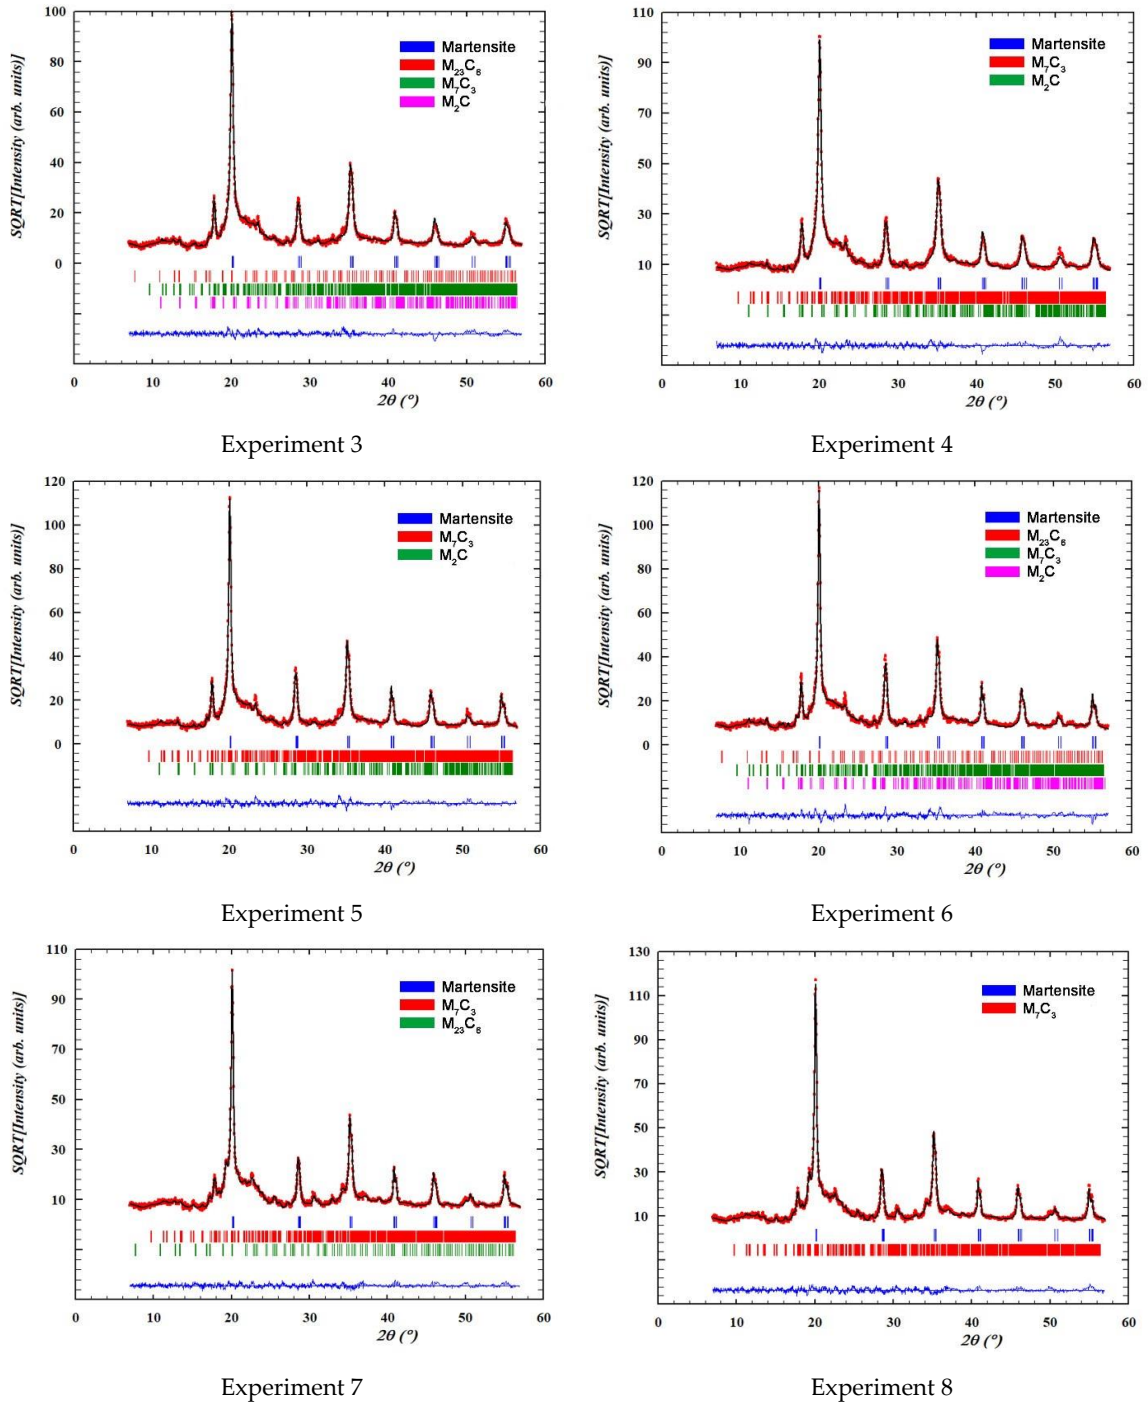 100
80
60
40
20
0
SQRT[Intensity (arb. units)]
Martensite
M23C6
M7C3
M2C
0 10 20 30 40 50 60
2θ (°)
Experiment 3
110
90
70
50
30
10
SQRT[Intensity (arb. units)]
Martensite
M7C3
M2C
0 10 20 30 40 50 60
2θ (°)
Experiment 4
120
100
80
60
40
20
0
SQRT[Intensity (arb. units)]
Martensite
M7C3
M2C
0 10 20 30 40 50 60
2θ (°)
Experiment 5
120
100
80
60
40
20
0
SQRT[Intensity (arb. units)]
Martensite
M23C6
M7C3
M2C
0 10 20 30 40 50 60
2θ (°)
Experiment 6
110
90
70
50
30
10
SQRT[Intensity (arb. units)]
Martensite
M7C3
M23C6
0 10 20 30 40 50 60
2θ (°)
Experiment 7
130
110
90
70
50
30
10
SQRT[Intensity (arb. units)]
Martensite
M7C3
0 10 20 30 40 50 60
2θ (°)
Experiment 8